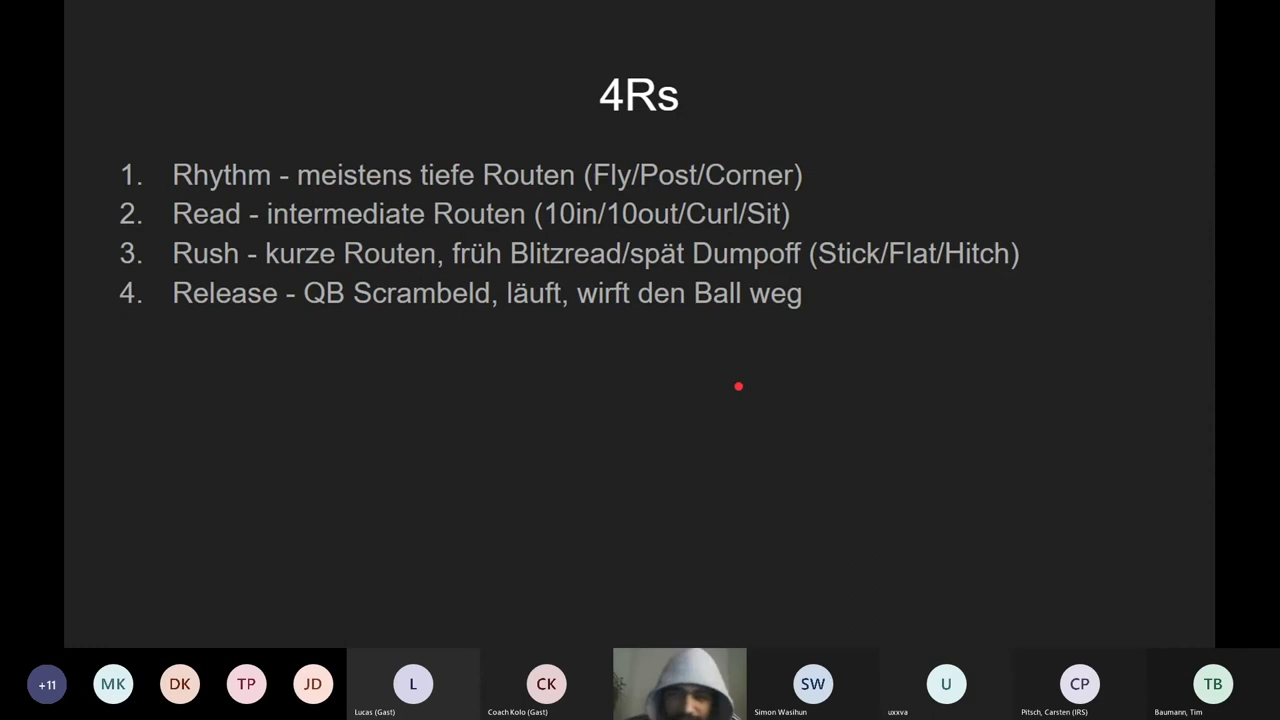 4Rs
1. Rhythm - meistens tiefe Routen (Fly/Post/Corner)
2. Read - intermediate Routen (10in/10out/Curl/Sit)
3. Rush - kurze Routen, früh Blitzread/spät Dumpoff (Stick/Flat/Hitch)
4. Release - QB Scrambeld, läuft, wirft den Ball weg
+11 MK DK TP JD L CK SW U CP TB
Lucas (Gast) Coach Kolo (Gast) Simon Wasihun uxxva Pitsch, Carsten (IRS) Baumann, Tim